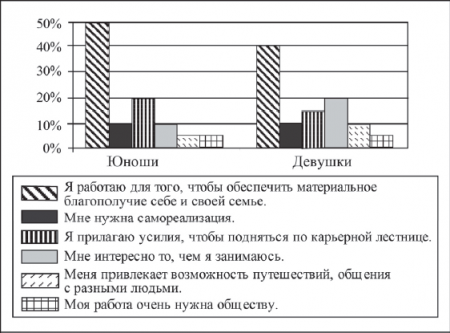 50%
40%
30%
20%
10%
0%
Юноши
Девушки
Я работаю для того, чтобы обеспечить материальное
благополучие себе и своей семье.
Мне нужна самореализация.
Я прилагаю усилия, чтобы подняться по карьерной лестнице.
Мне интересно то, чем я занимаюсь.
Меня привлекает возможность путешествий, общения
с разными людьми.
Моя работа очень нужна обществу.